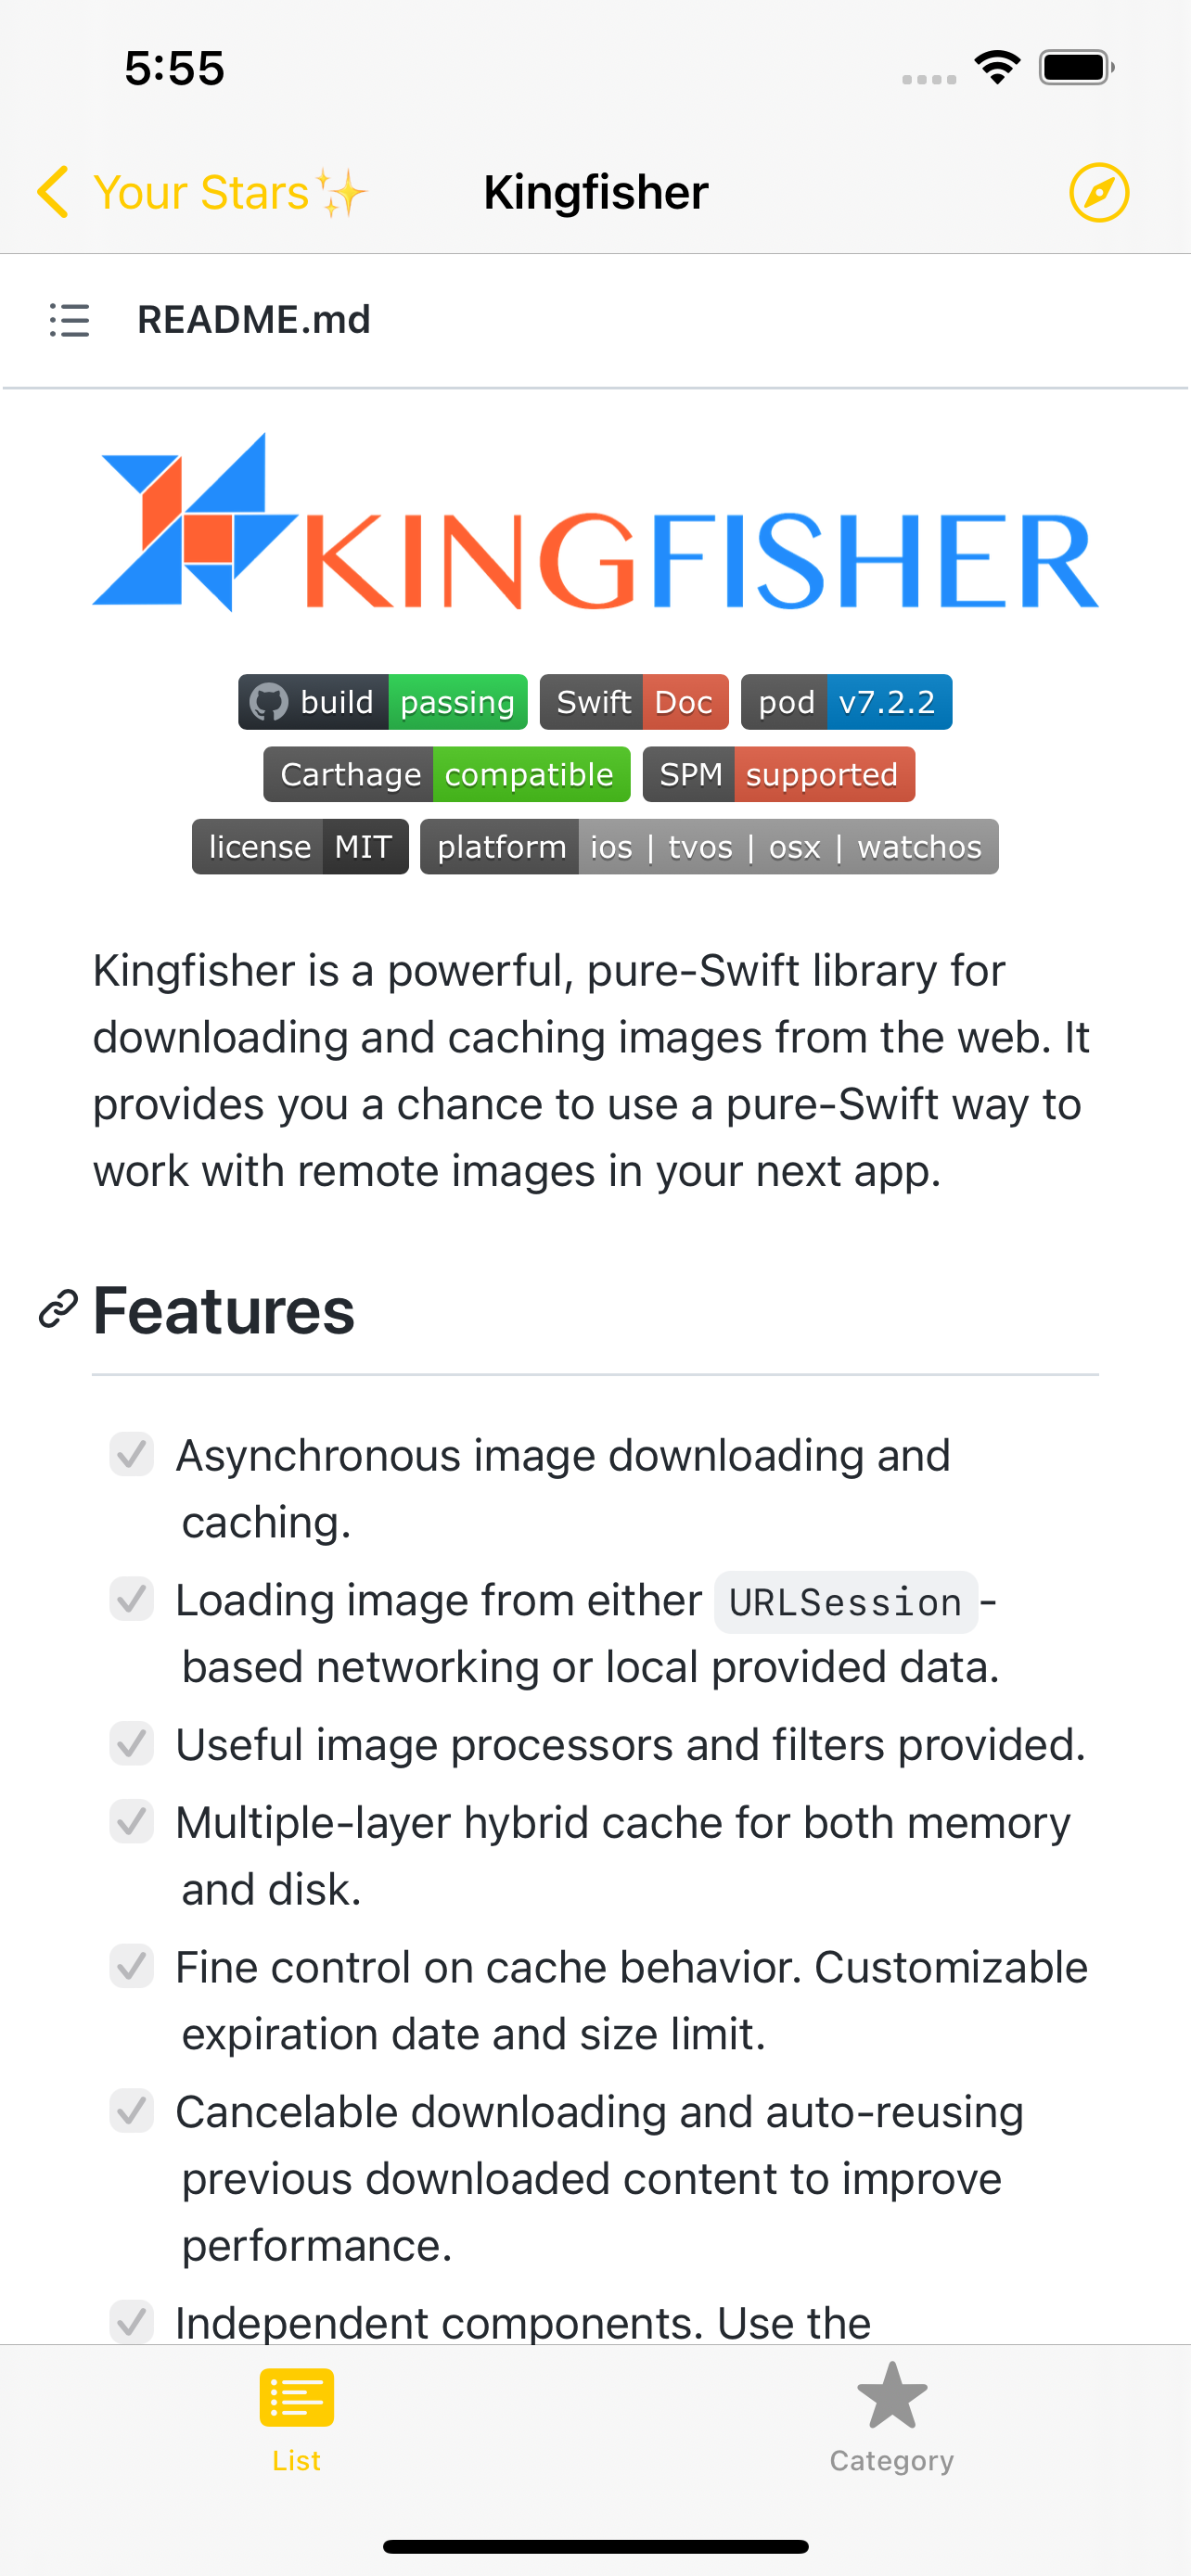 5:55
Your Stars✨
Kingfisher
README.md
KINGFISHER
build passing
Swift Doc
pod v7.2.2
Carthage compatible
SPM supported
license MIT
platform ios | tvos | osx | watchos
Kingfisher is a powerful, pure-Swift library for
downloading and caching images from the web. It
provides you a chance to use a pure-Swift way to
work with remote images in your next app.
Features
Asynchronous image downloading and
caching.
Loading image from either URLSession-
based networking or local provided data.
Useful image processors and filters provided.
Multiple-layer hybrid cache for both memory
and disk.
Fine control on cache behavior. Customizable
expiration date and size limit.
Cancelable downloading and auto-reusing
previous downloaded content to improve
performance.
Independent components. Use the
List
Category